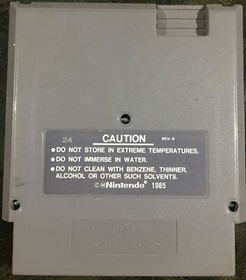 24 CAUTION REV-A
• DO NOT STORE IN EXTREME TEMPERATURES.
• DO NOT IMMERSE IN WATER.
• DO NOT CLEAN WITH BENZENE, THINNER,
ALCOHOL OR OTHER SUCH SOLVENTS.
©®Nintendo® 1985